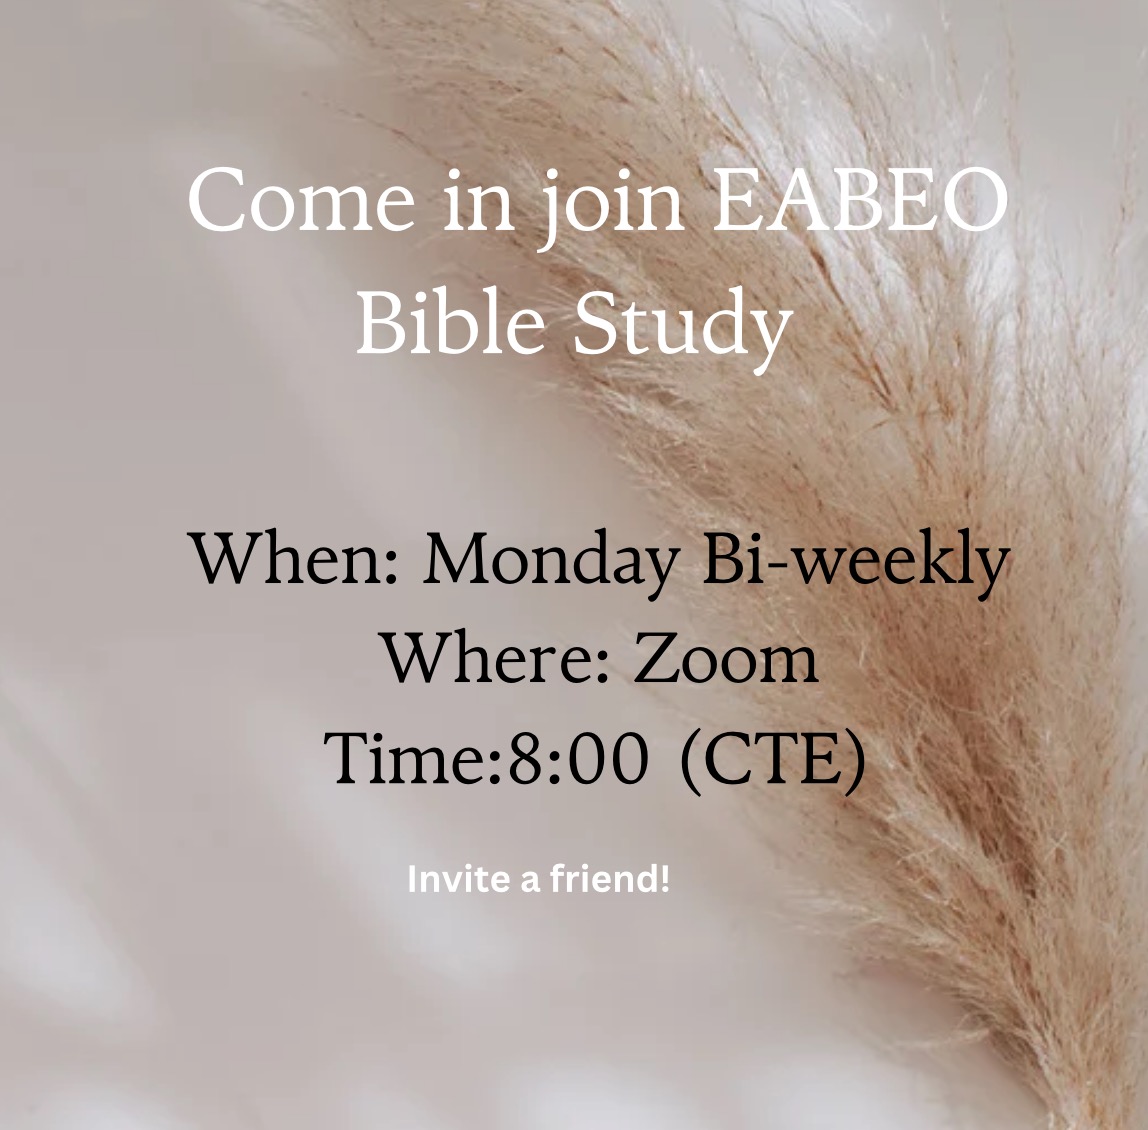 Come in join EABEO
Bible Study
When: Monday Bi-weekly
Where: Zoom
Time:8:00 (CTE)
Invite a friend!